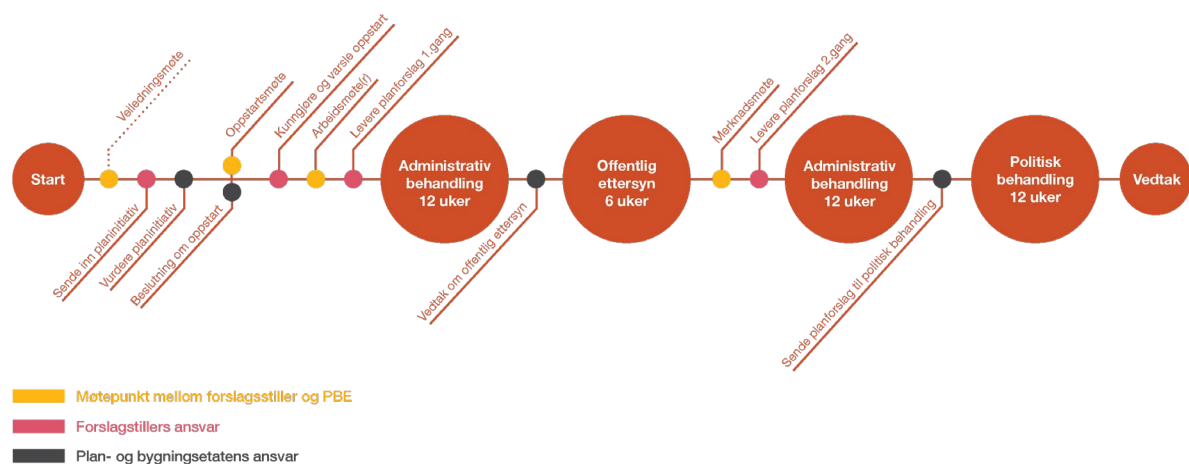 Start
Veiledningsmøte
Sende inn planinitiativ
Vurdere planinitiativ
Oppstartsmøte
Beslutning om oppstart
Kunngjøre og varsle oppstart
Arbeidsmøte(r)
Levere planforslag 1.gang
Administrativ
behandling
12 uker
Vedtak om offentlig ettersyn
Offentlig
ettersyn
6 uker
Merknadsmøte
Levere planforslag 2.gang
Administrativ
behandling
12 uker
Sende planforslag til politisk behandling
Politisk
behandling
12 uker
Vedtak
Møtepunkt mellom forslagsstiller og PBE
Forslagstillers ansvar
Plan- og bygningsetatens ansvar